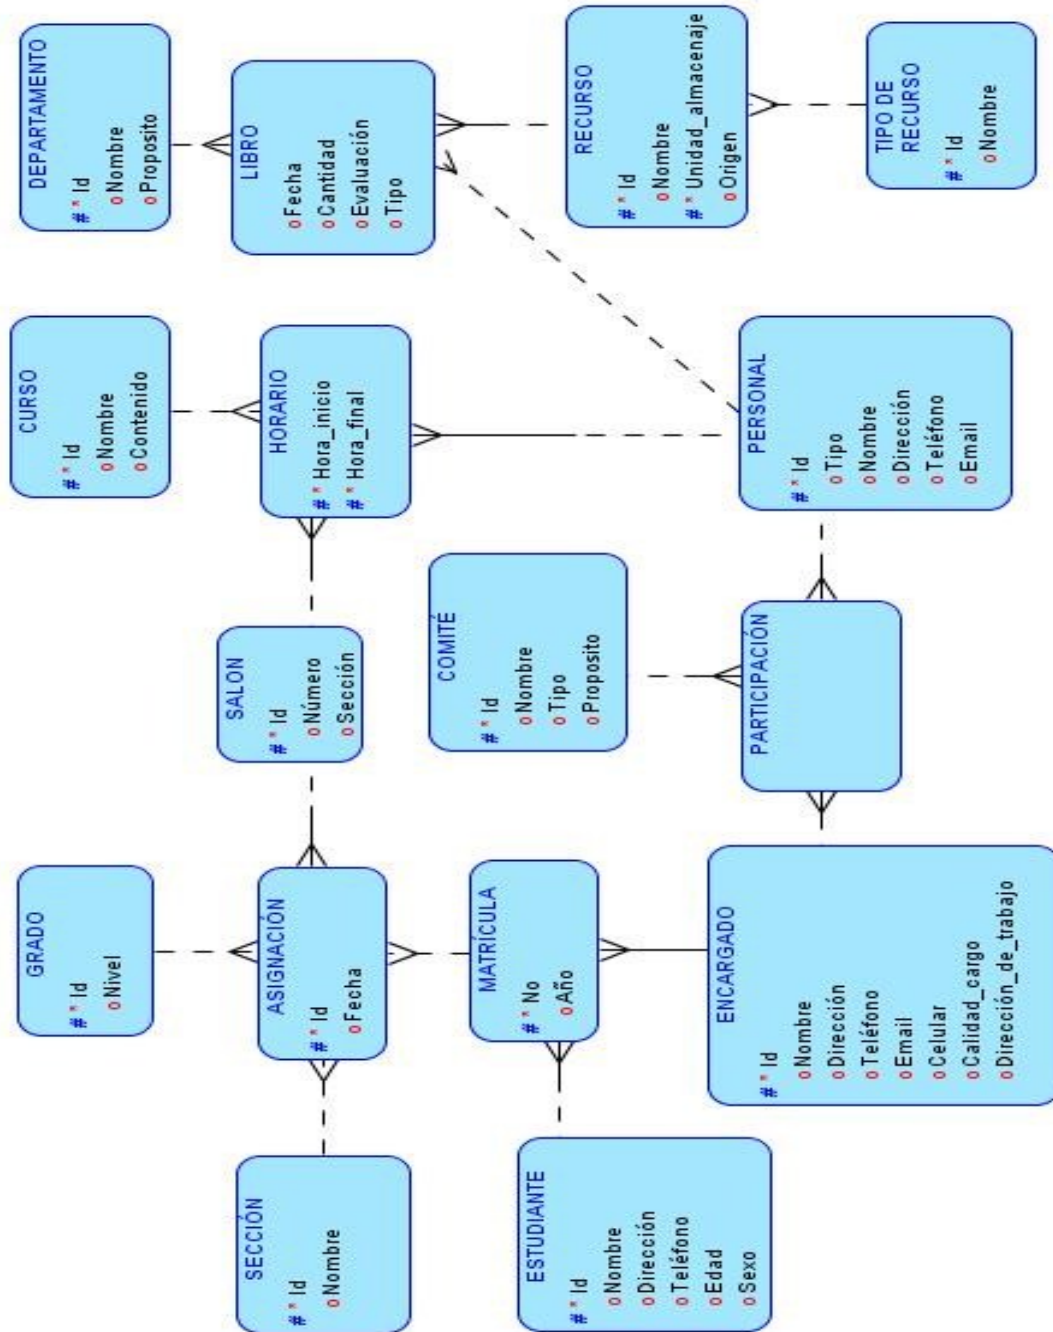 GRADO
#* Id
o Nivel
CURSO
#* Id
o Nombre
o Contenido
DEPARTAMENTO
#* Id
o Nombre
o Proposito
SECCIÓN
#* Id
o Nombre
ASIGNACIÓN
#* Id
o Fecha
SALON
#* Id
o Número
o Sección
HORARIO
#* Hora_inicio
#* Hora_final
LIBRO
o Fecha
o Cantidad
o Evaluación
o Tipo
ESTUDIANTE
#* Id
o Nombre
o Dirección
o Teléfono
o Edad
o Sexo
MATRÍCULA
#* No
o Año
COMITÉ
#* Id
o Nombre
o Tipo
o Proposito
RECURSO
#* Id
o Nombre
#* Unidad_almacenaje
o Origen
ENCARGADO
#* Id
o Nombre
o Dirección
o Teléfono
o Email
o Celular
o Calidad_cargo
o Dirección_de_trabajo
PARTICIPACIÓN
PERSONAL
#* Id
o Tipo
o Nombre
o Dirección
o Teléfono
o Email
TIPO DE
RECURSO
#* Id
o Nombre